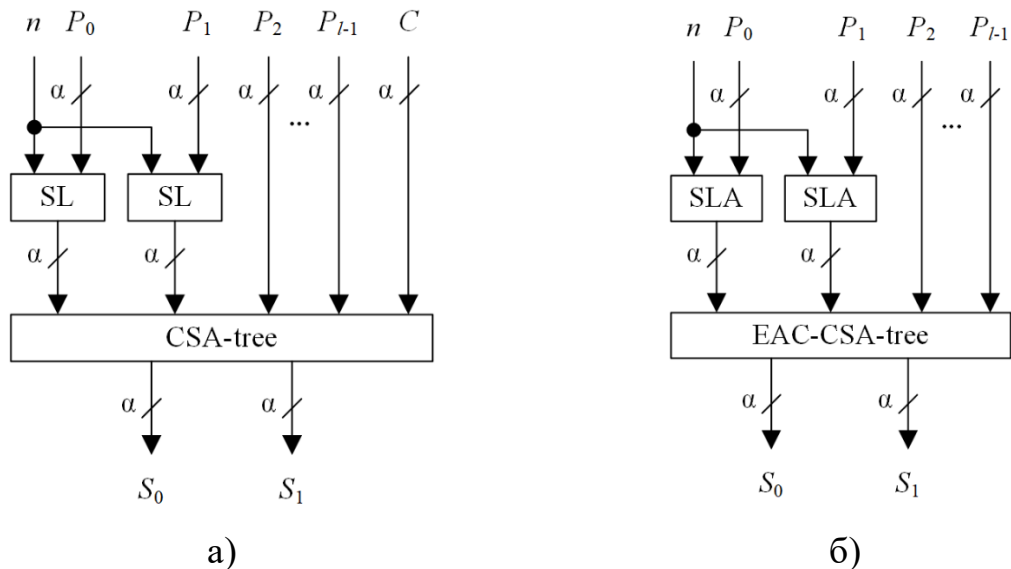 n P₀ P₁ P₂ Pₗ₋₁ C
α α α α α
...
SL SL
α α
CSA-tree
α α
S₀ S₁
а)
n P₀ P₁ P₂ Pₗ₋₁
α α α α
...
SLA SLA
α α
EAC-CSA-tree
α α
S₀ S₁
б)